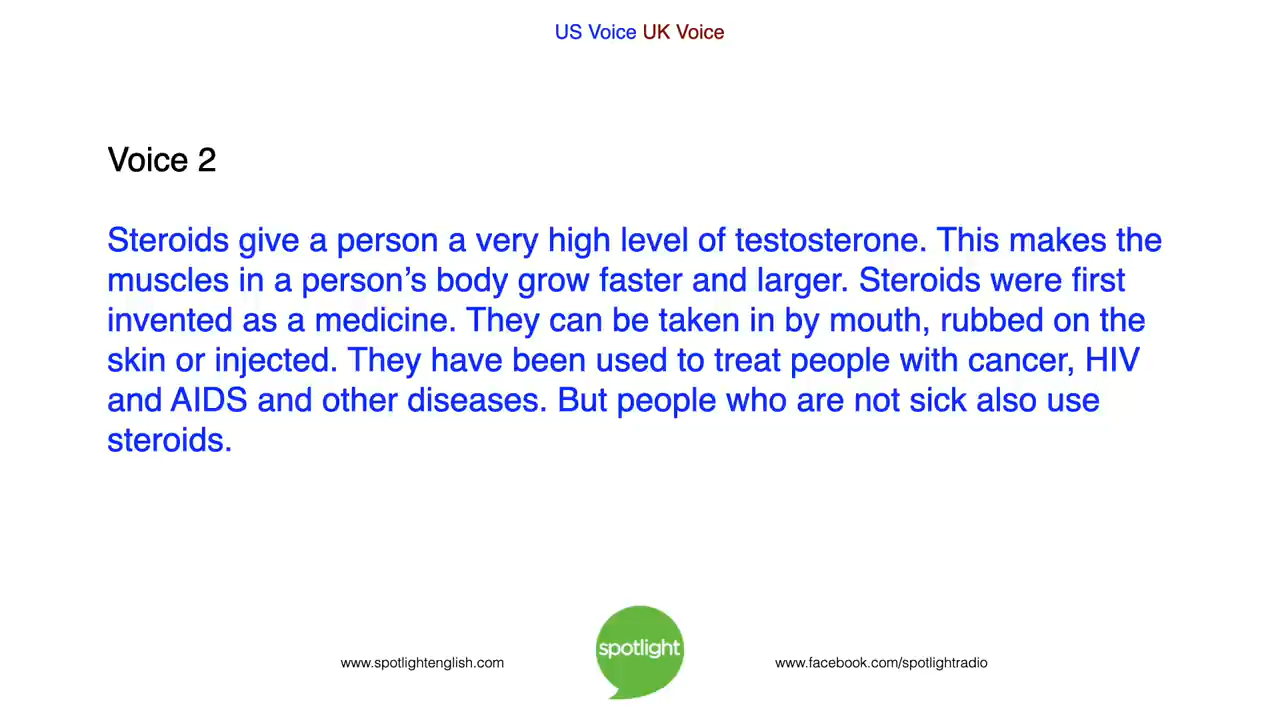 US Voice UK Voice
Voice 2
Steroids give a person a very high level of testosterone. This makes the
muscles in a person’s body grow faster and larger. Steroids were first
invented as a medicine. They can be taken in by mouth, rubbed on the
skin or injected. They have been used to treat people with cancer, HIV
and AIDS and other diseases. But people who are not sick also use
steroids.
spotlight
www.spotlightenglish.com
www.facebook.com/spotlightradio